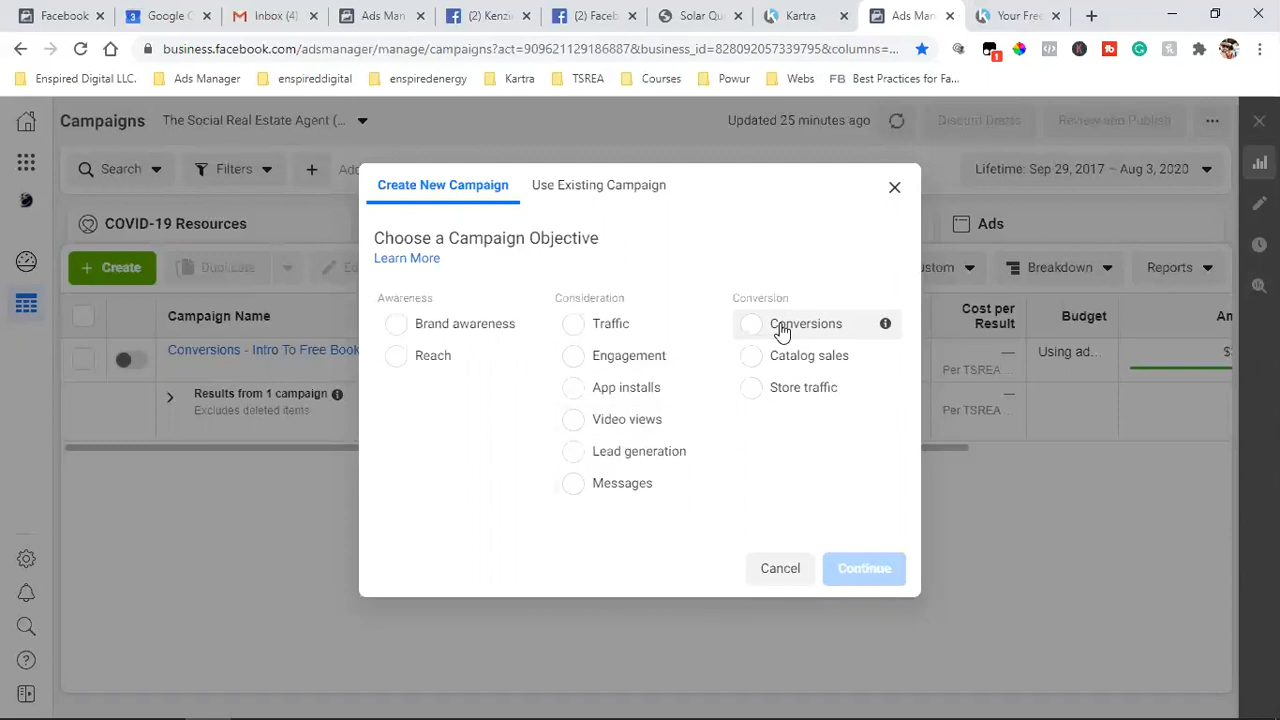 Facebook
Google
Inbox (4)
Ads Man
(2) Kenzie
(2) Faceb
Solar Qu
Kartra
Ads Man
Your Free
business.facebook.com/adsmanager/manage/campaigns?act=909621129186887&business_id=828092057339795&columns=...
Enspired Digital LLC.
Ads Manager
enspireddigital
enspiredenergy
Kartra
TSREA
Courses
Powur
Webs
FB Best Practices for Fa...
Campaigns
The Social Real Estate Agent (...
Updated 25 minutes ago
Discard Drafts
Review and Publish
Search
Filters
Lifetime: Sep 29, 2017 – Aug 3, 2020
Create New Campaign
Use Existing Campaign
COVID-19 Resources
Ads
Choose a Campaign Objective
Learn More
+ Create
Duplicate
Breakdown
Reports
Awareness
Consideration
Conversion
Campaign Name
Cost per Result
Budget
Brand awareness
Traffic
Conversions
Reach
Engagement
Catalog sales
App installs
Store traffic
Video views
Lead generation
Messages
Conversions - Intro To Free Book
Per TSREA ...
Using ad...
Results from 1 campaign
Excludes deleted items
Per TSREA ...
Cancel
Continue